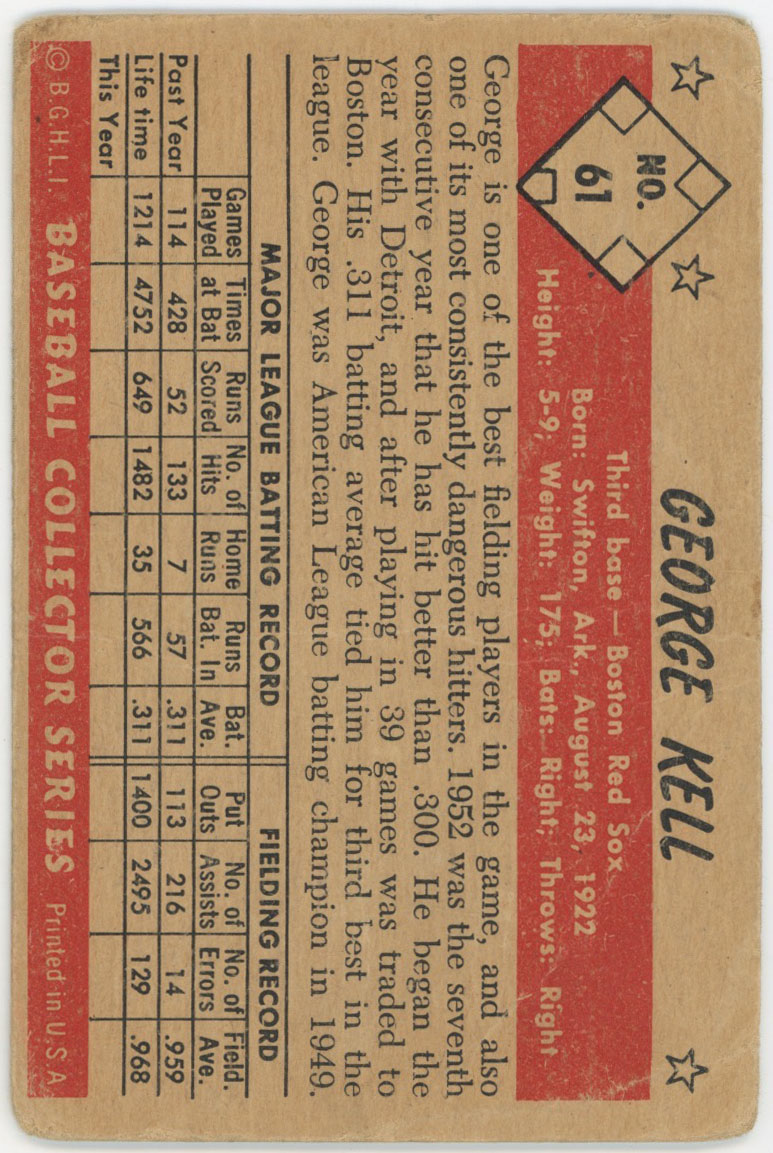 GEORGE KELL
NO.
61
Third base — Boston Red Sox
Born: Swifton, Ark., August 23, 1922
Height: 5-9; Weight: 175; Bats: Right; Throws: Right
George is one of the best fielding players in the game, and also
one of its most consistently dangerous hitters. 1952 was the seventh
consecutive year that he has hit better than .300. He began the
year with Detroit, and after playing in 39 games was traded to
Boston. His .311 batting average tied him for third best in the
league. George was American League batting champion in 1949.
MAJOR LEAGUE BATTING RECORD FIELDING RECORD
Games Times Runs No. of Home Runs Bat. Put No. of No. of Field.
Played at Bat Scored Hits Runs Bat. In Ave. Outs Assists Errors Ave.
Past Year 114 428 52 133 7 57 .311 113 216 14 .959
Life time 1214 4752 649 1482 35 566 .311 1400 2495 129 .968
This Year
© B.G.H.L.I. BASEBALL COLLECTOR SERIES Printed in U.S.A